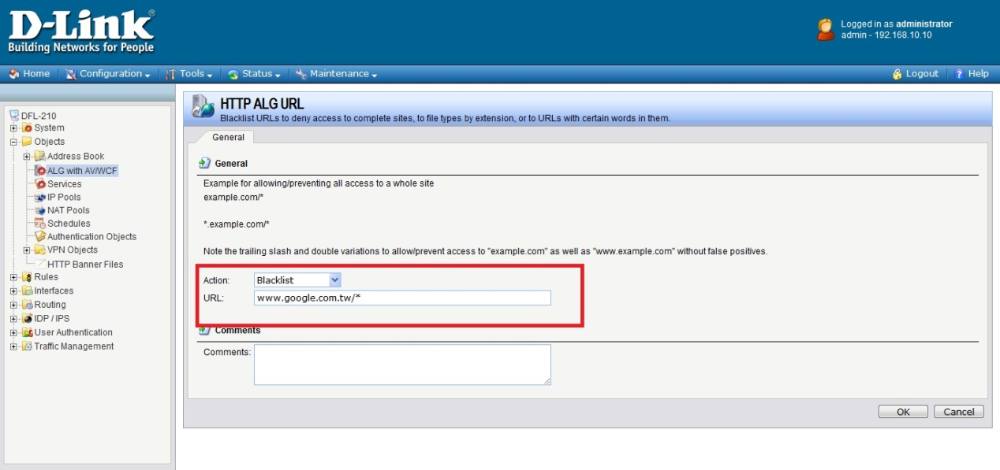 D-Link®
Building Networks for People
Logged in as administrator
admin - 192.168.10.10
Home Configuration Tools Status Maintenance Logout Help
DFL-210
System
Objects
Address Book
ALG with AV/WCF
Services
IP Pools
NAT Pools
Schedules
Authentication Objects
VPN Objects
HTTP Banner Files
Rules
Interfaces
Routing
IDP / IPS
User Authentication
Traffic Management
HTTP ALG URL
Blacklist URLs to deny access to complete sites, to file types by extension, or to URLs with certain words in them.
General
General
Example for allowing/preventing all access to a whole site
example.com/*
*.example.com/*
Note the trailing slash and double variations to allow/prevent access to "example.com" as well as "www.example.com" without false positives.
Action: Blacklist
URL: www.google.com.tw/*
Comments
Comments:
OK Cancel